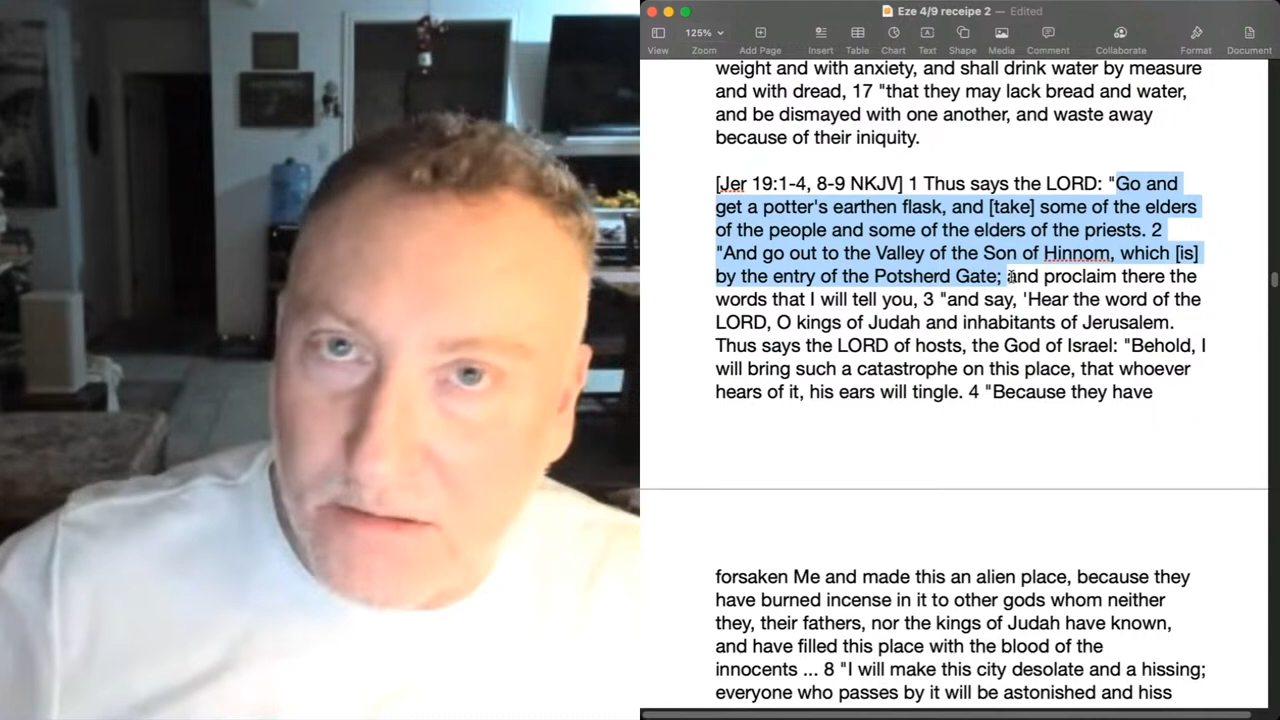 Eze 4/9 receipe 2 — Edited
125%
View Zoom Add Page Insert Table Chart Text Shape Media Comment Collaborate Format Document
weight and with anxiety, and shall drink water by measure
and with dread, 17 "that they may lack bread and water,
and be dismayed with one another, and waste away
because of their iniquity.
[Jer 19:1-4, 8-9 NKJV] 1 Thus says the LORD: "Go and
get a potter's earthen flask, and [take] some of the elders
of the people and some of the elders of the priests. 2
"And go out to the Valley of the Son of Hinnom, which [is]
by the entry of the Potsherd Gate; and proclaim there the
words that I will tell you, 3 "and say, 'Hear the word of the
LORD, O kings of Judah and inhabitants of Jerusalem.
Thus says the LORD of hosts, the God of Israel: "Behold, I
will bring such a catastrophe on this place, that whoever
hears of it, his ears will tingle. 4 "Because they have
forsaken Me and made this an alien place, because they
have burned incense in it to other gods whom neither
they, their fathers, nor the kings of Judah have known,
and have filled this place with the blood of the
innocents ... 8 "I will make this city desolate and a hissing;
everyone who passes by it will be astonished and hiss